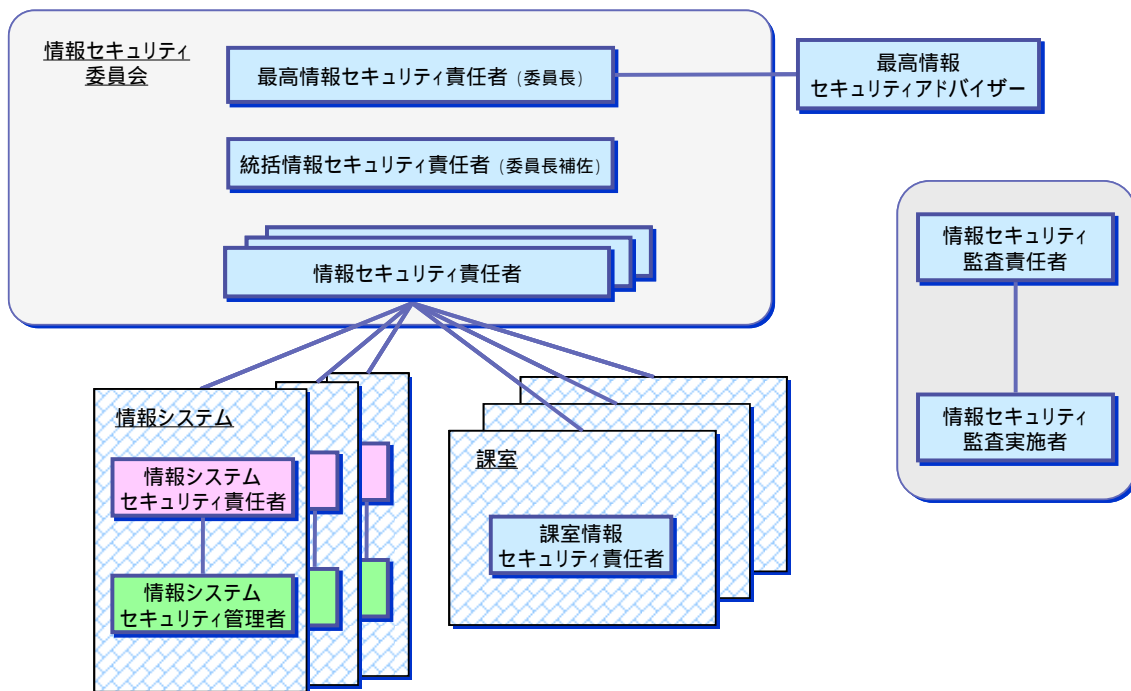 情報セキュリティ
委員会
最高情報セキュリティ責任者（委員長）
最高情報
セキュリティアドバイザー
統括情報セキュリティ責任者（委員長補佐）
情報セキュリティ責任者
情報セキュリティ
監査責任者
情報セキュリティ
監査実施者
情報システム
情報システム
セキュリティ責任者
情報システム
セキュリティ管理者
課室
課室情報
セキュリティ責任者